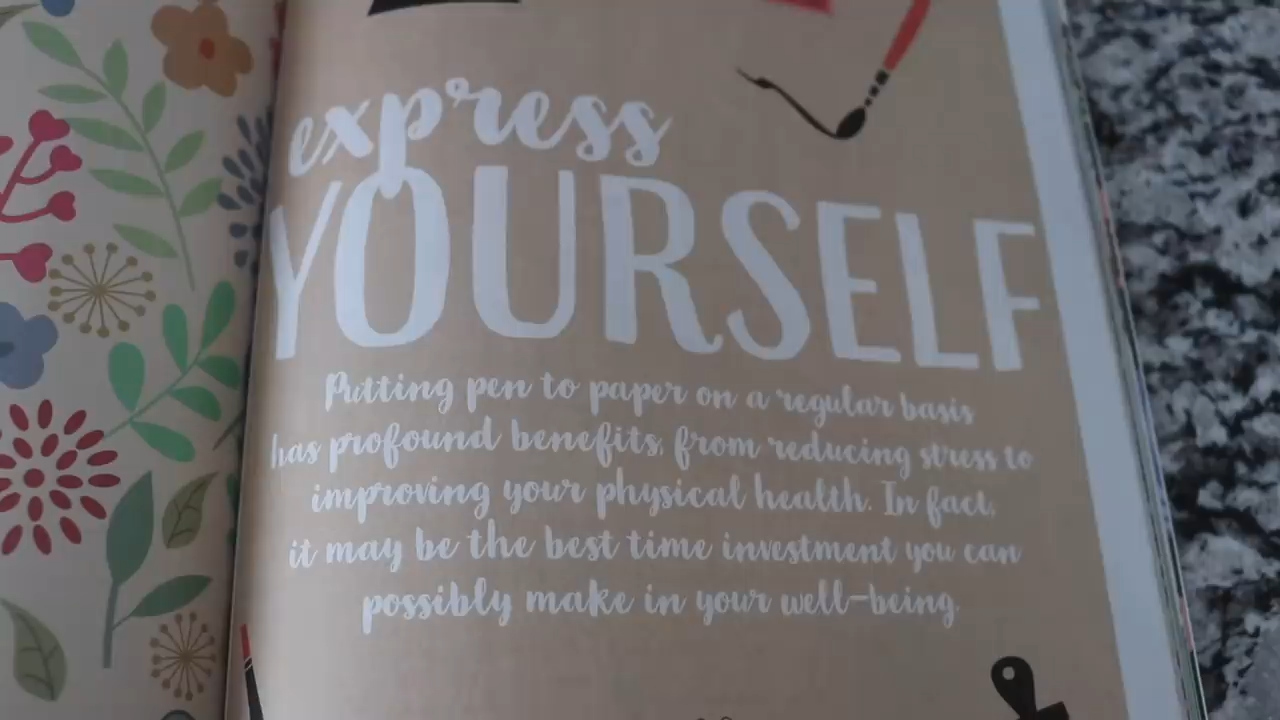 express
YOURSELF
Putting pen to paper on a regular basis
has profound benefits, from reducing stress to
improving your physical health. In fact,
it may be the best time investment you can
possibly make in your well-being.